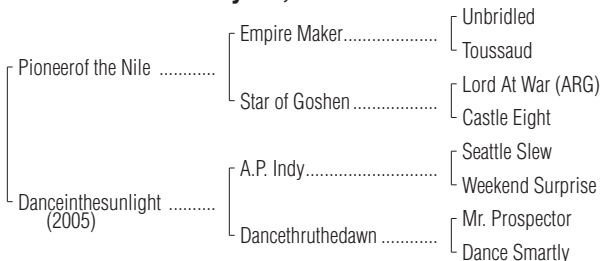 Unbridled
Empire Maker....................
Toussaud
Pioneerof the Nile ............
Lord At War (ARG)
Star of Goshen ..................
Castle Eight
Seattle Slew
A.P. Indy............................
Weekend Surprise
Danceinthesunlight ..........
(2005)
Mr. Prospector
Dancethruthedawn ............
Dance Smartly